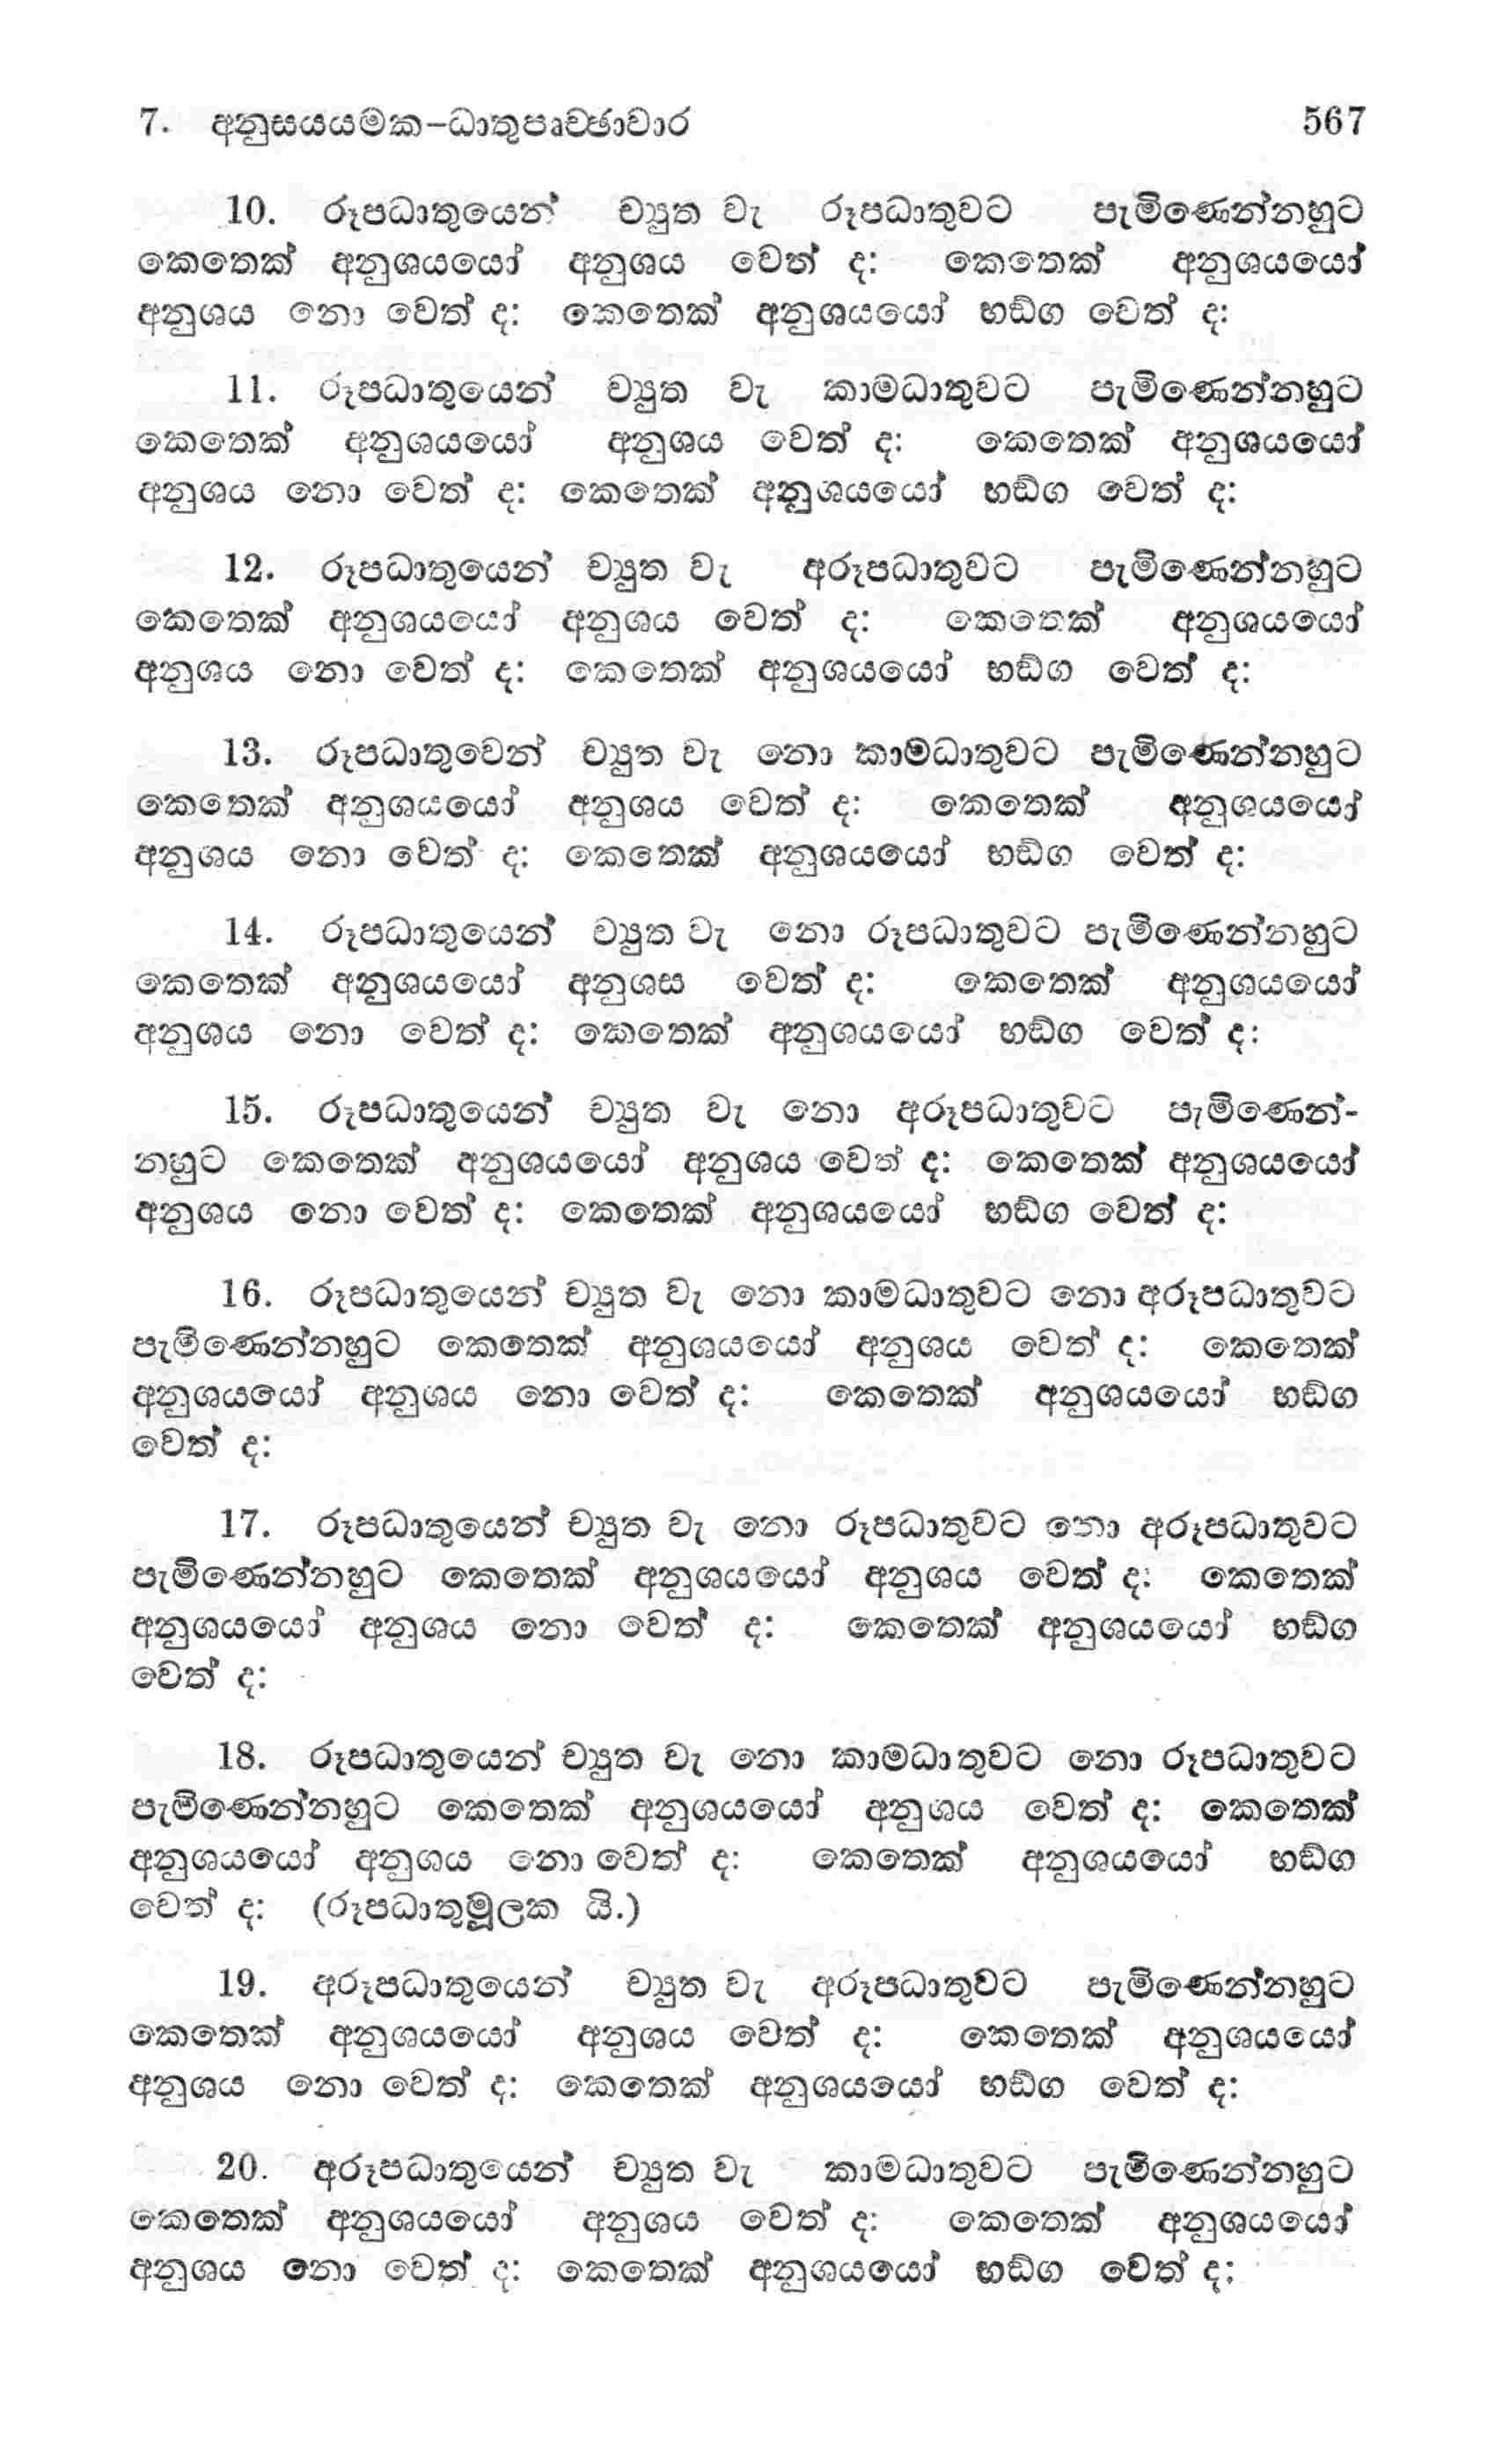 7. අනුසයයමක–ධාතුපෘච්ඡාවාර 567
10. රූපධාතුයෙන් ච්‍යුත වැ රූපධාතුවට පැමිණෙන්නහුට
කෙතෙක් අනුශයයෝ අනුශය වෙත් ද: කෙතෙක් අනුශයයෝ
අනුශය නො වෙත් ද: කෙතෙක් අනුශයයෝ භඞ්ග වෙත් ද:
11. රූපධාතුයෙන් ච්‍යුත වැ කාමධාතුවට පැමිණෙන්නහුට
කෙතෙක් අනුශයයෝ අනුශය වෙත් ද: කෙතෙක් අනුශයයෝ
අනුශය නො වෙත් ද: කෙතෙක් අනුශයයෝ භඞ්ග වෙත් ද:
12. රූපධාතුයෙන් ච්‍යුත වැ අරූපධාතුවට පැමිණෙන්නහුට
කෙතෙක් අනුශයයෝ අනුශය වෙත් ද: කෙතෙක් අනුශයයෝ
අනුශය නො වෙත් ද: කෙතෙක් අනුශයයෝ භඞ්ග වෙත් ද:
13. රූපධාතුවෙන් ච්‍යුත වැ නො කාමධාතුවට පැමිණෙන්නහුට
කෙතෙක් අනුශයයෝ අනුශය වෙත් ද: කෙතෙක් අනුශයයෝ
අනුශය නො වෙත් ද: කෙතෙක් අනුශයයෝ භඞ්ග වෙත් ද:
14. රූපධාතුයෙන් ච්‍යුත වැ නො රූපධාතුවට පැමිණෙන්නහුට
කෙතෙක් අනුශයයෝ අනුශස වෙත් ද: කෙතෙක් අනුශයයෝ
අනුශය නො වෙත් ද: කෙතෙක් අනුශයයෝ භඞ්ග වෙත් ද:
15. රූපධාතුයෙන් ච්‍යුත වැ නො අරූපධාතුවට පැමිණෙන්-
නහුට කෙතෙක් අනුශයයෝ අනුශය වෙත් ද: කෙතෙක් අනුශයයෝ
අනුශය නො වෙත් ද: කෙතෙක් අනුශයයෝ භඞ්ග වෙත් ද:
16. රූපධාතුයෙන් ච්‍යුත වැ නො කාමධාතුවට නො අරූපධාතුවට
පැමිණෙන්නහුට කෙතෙක් අනුශයයෝ අනුශය වෙත් ද: කෙතෙක්
අනුශයයෝ අනුශය නො වෙත් ද: කෙතෙක් අනුශයයෝ භඞ්ග
වෙත් ද:
17. රූපධාතුයෙන් ච්‍යුත වැ නො රූපධාතුවට නො අරූපධාතුවට
පැමිණෙන්නහුට කෙතෙක් අනුශයයෝ අනුශය වෙත් ද: කෙතෙක්
අනුශයයෝ අනුශය නො වෙත් ද: කෙතෙක් අනුශයයෝ භඞ්ග
වෙත් ද:
18. රූපධාතුයෙන් ච්‍යුත වැ නො කාමධාතුවට නො රූපධාතුවට
පැමිණෙන්නහුට කෙතෙක් අනුශයයෝ අනුශය වෙත් ද: කෙතෙක්
අනුශයයෝ අනුශය නො වෙත් ද: කෙතෙක් අනුශයයෝ භඞ්ග
වෙත් ද: (රූපධාතුමූලක යි.)
19. අරූපධාතුයෙන් ච්‍යුත වැ අරූපධාතුවට පැමිණෙන්නහුට
කෙතෙක් අනුශයයෝ අනුශය වෙත් ද: කෙතෙක් අනුශයයෝ
අනුශය නො වෙත් ද: කෙතෙක් අනුශයයෝ භඞ්ග වෙත් ද:
20. අරූපධාතුයෙන් ච්‍යුත වැ කාමධාතුවට පැමිණෙන්නහුට
කෙතෙක් අනුශයයෝ අනුශය වෙත් ද: කෙතෙක් අනුශයයෝ
අනුශය නො වෙත් ද: කෙතෙක් අනුශයයෝ භඞ්ග වෙත් ද: